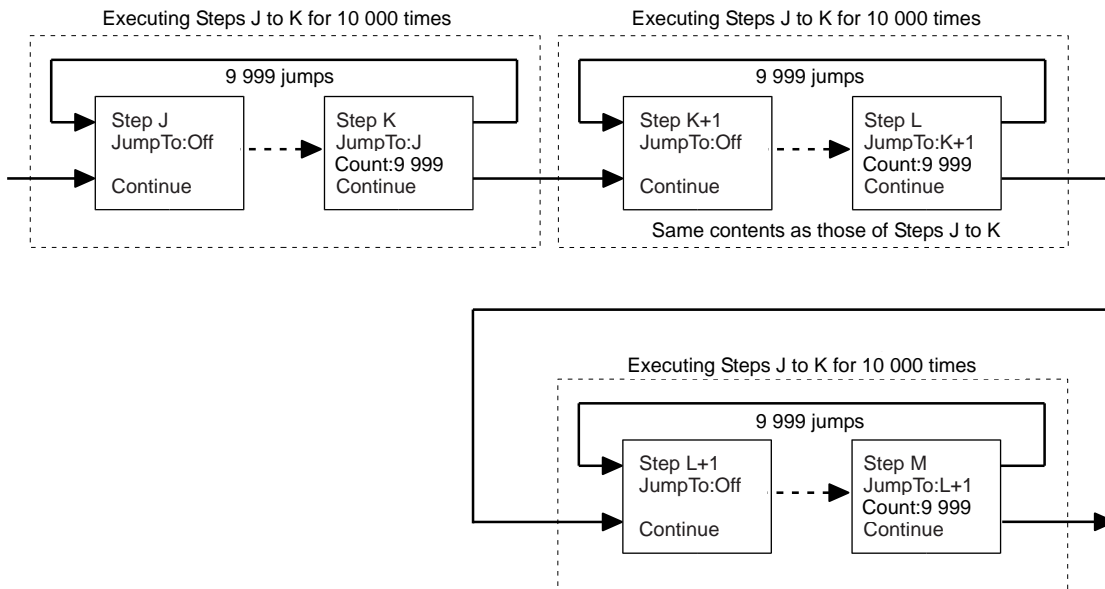 Executing Steps J to K for 10 000 times
9 999 jumps
Step J
JumpTo:Off
Continue
Step K
JumpTo:J
Count:9 999
Continue
Executing Steps J to K for 10 000 times
9 999 jumps
Step K+1
JumpTo:Off
Continue
Step L
JumpTo:K+1
Count:9 999
Continue
Same contents as those of Steps J to K
Executing Steps J to K for 10 000 times
9 999 jumps
Step L+1
JumpTo:Off
Continue
Step M
JumpTo:L+1
Count:9 999
Continue